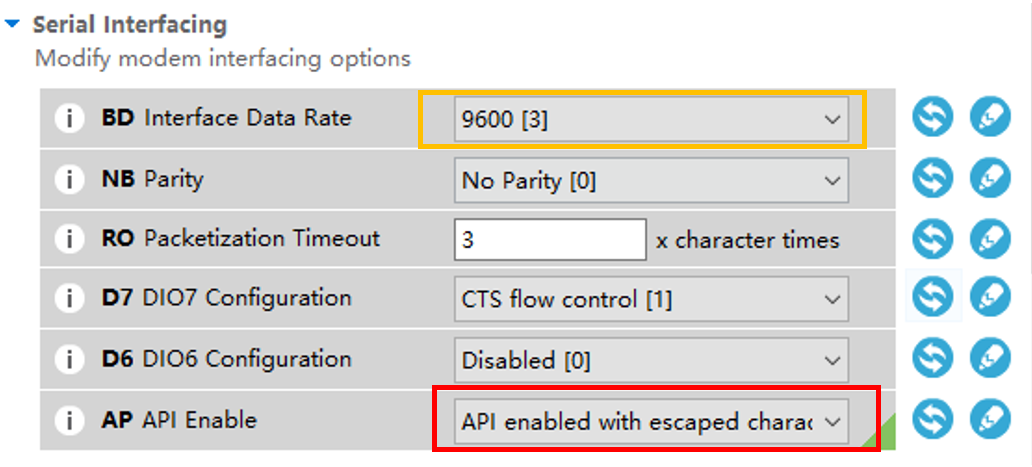 Serial Interfacing
Modify modem interfacing options
i BD Interface Data Rate 9600 [3]
i NB Parity No Parity [0]
i RO Packetization Timeout 3 x character times
i D7 DIO7 Configuration CTS flow control [1]
i D6 DIO6 Configuration Disabled [0]
i AP API Enable API enabled with escaped charac